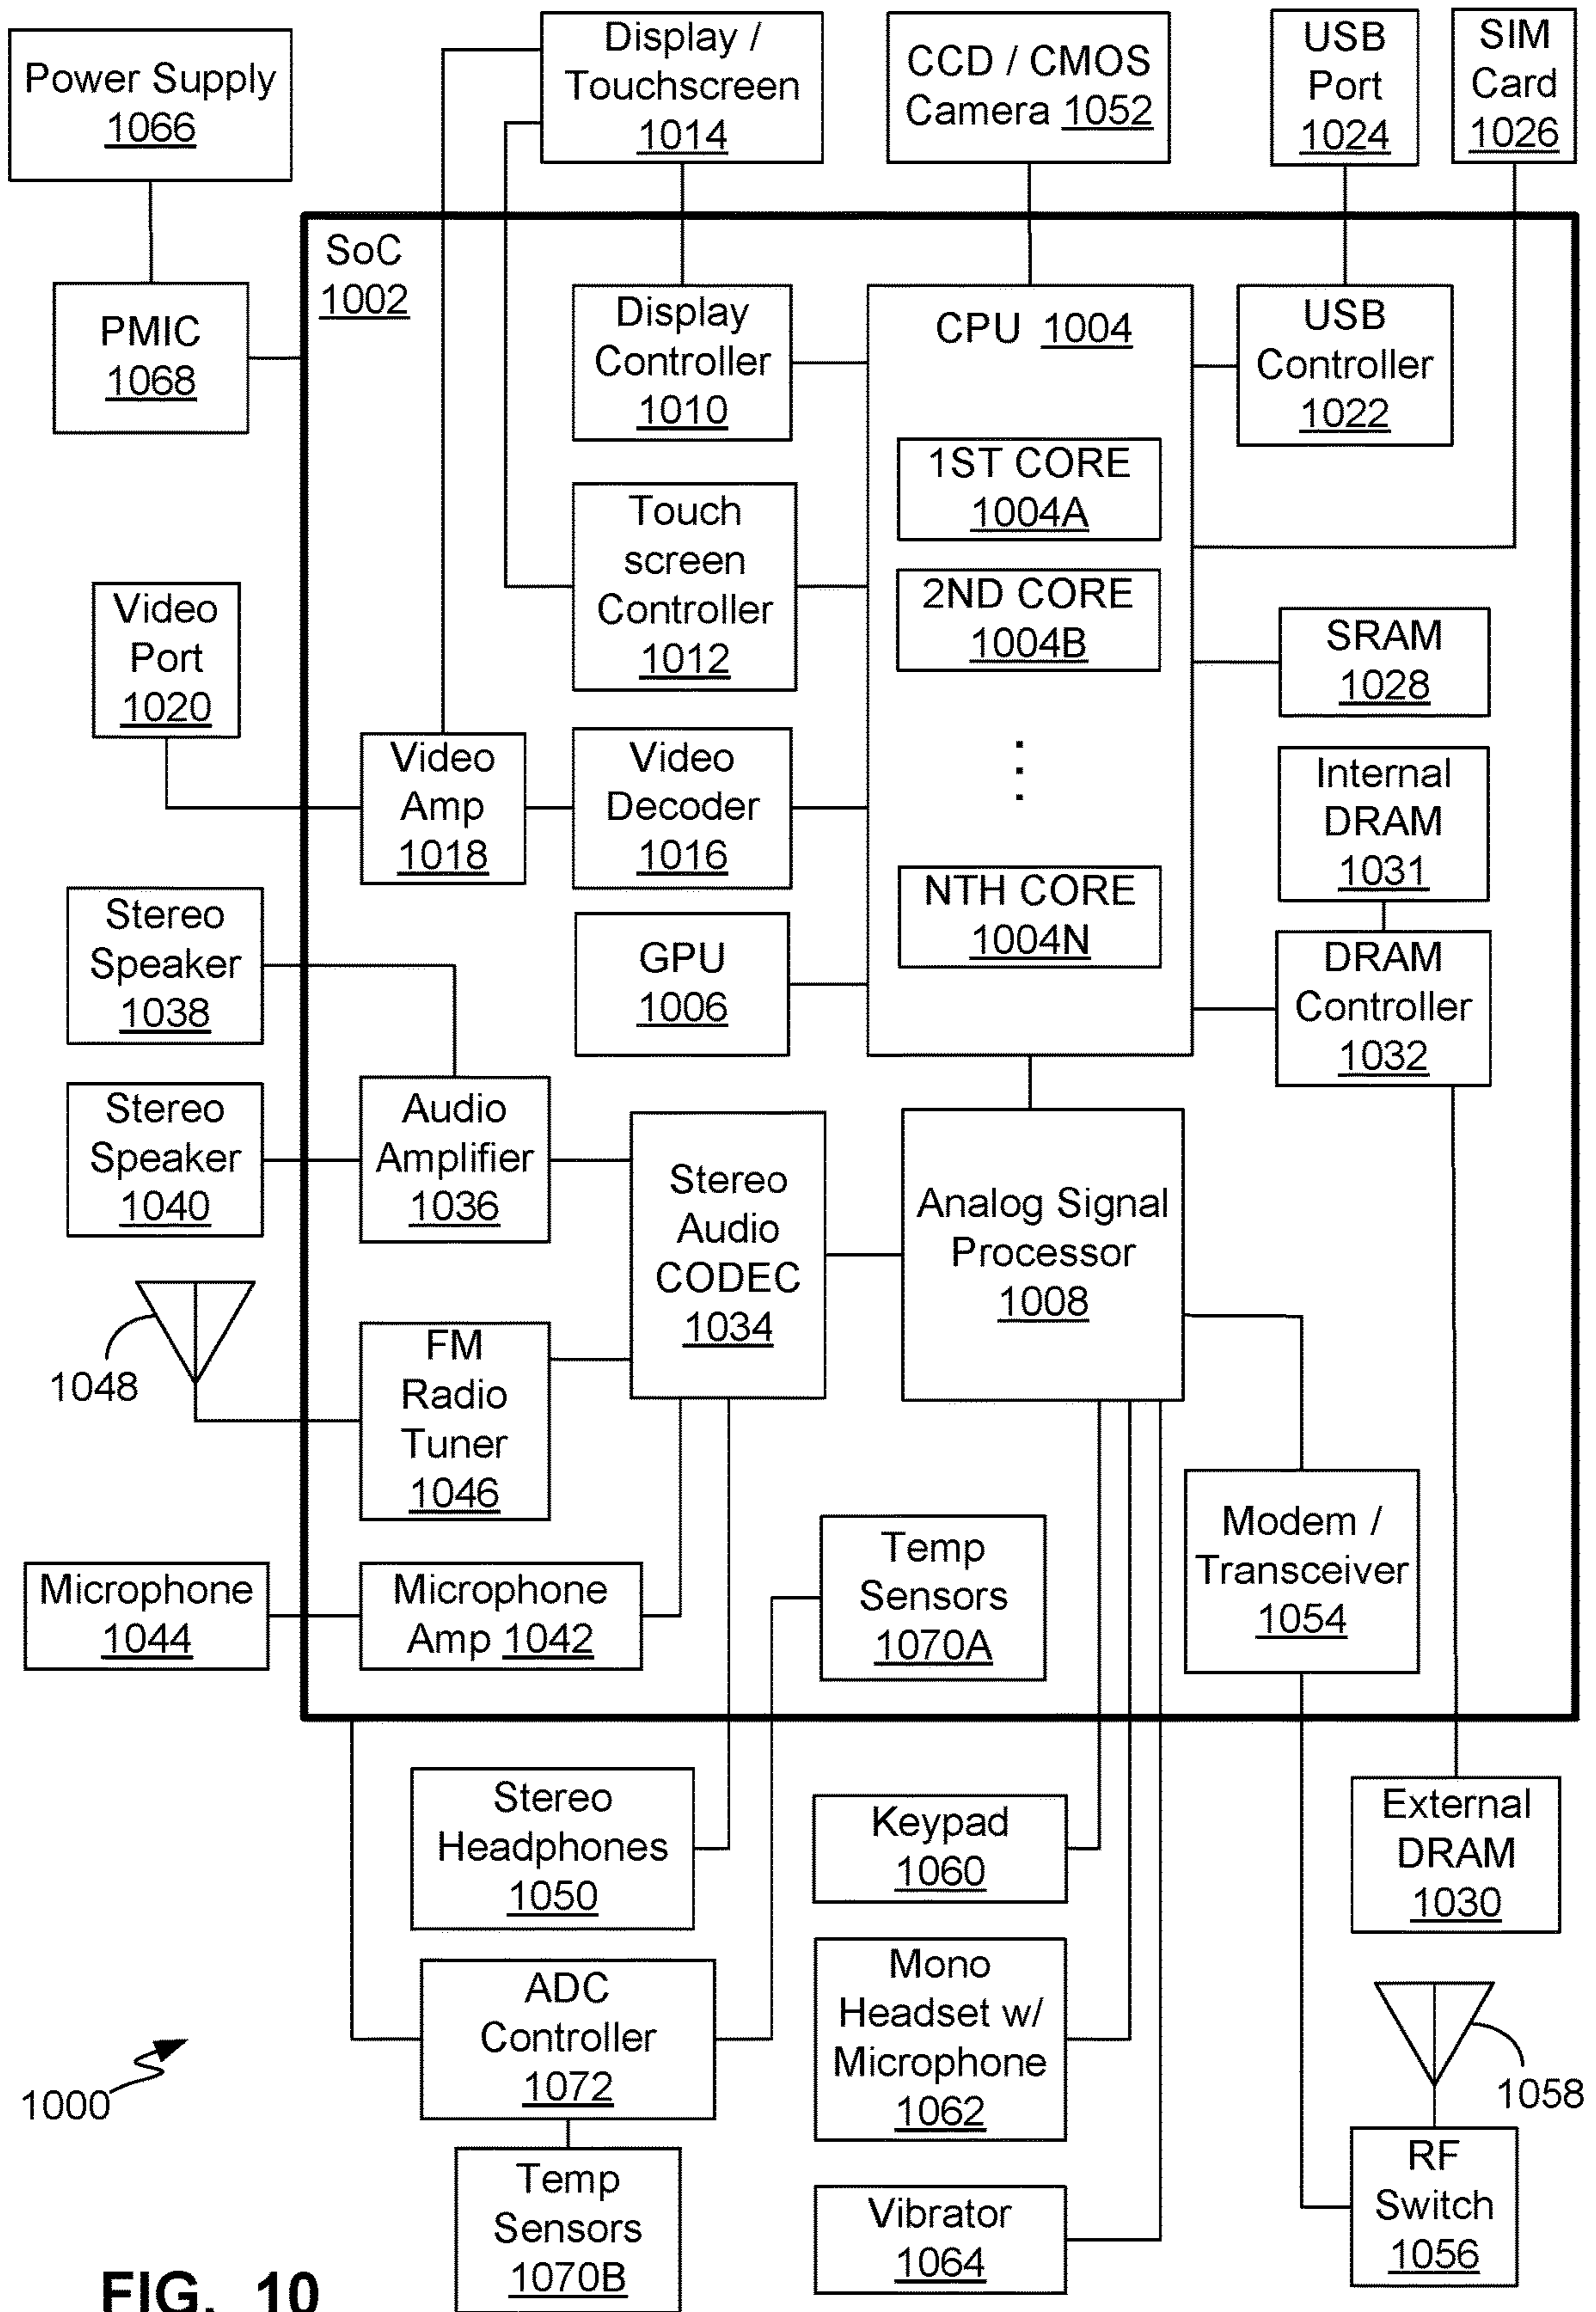 Power Supply
1066
Display /
Touchscreen
1014
CCD / CMOS
Camera 1052
USB
Port
1024
SIM
Card
1026
SoC
1002
PMIC
1068
Display
Controller
1010
CPU 1004
USB
Controller
1022
1ST CORE
1004A
Touch
screen
Controller
1012
2ND CORE
1004B
Video
Port
1020
SRAM
1028
Video
Amp
1018
Video
Decoder
1016
Internal
DRAM
1031
NTH CORE
1004N
Stereo
Speaker
1038
GPU
1006
DRAM
Controller
1032
Stereo
Speaker
1040
Audio
Amplifier
1036
Stereo
Audio
CODEC
1034
Analog Signal
Processor
1008
1048
FM
Radio
Tuner
1046
Microphone
1044
Microphone
Amp 1042
Temp
Sensors
1070A
Modem /
Transceiver
1054
Stereo
Headphones
1050
Keypad
1060
External
DRAM
1030
ADC
Controller
1072
Mono
Headset w/
Microphone
1062
1000
1058
Temp
Sensors
1070B
Vibrator
1064
RF
Switch
1056
FIG. 10